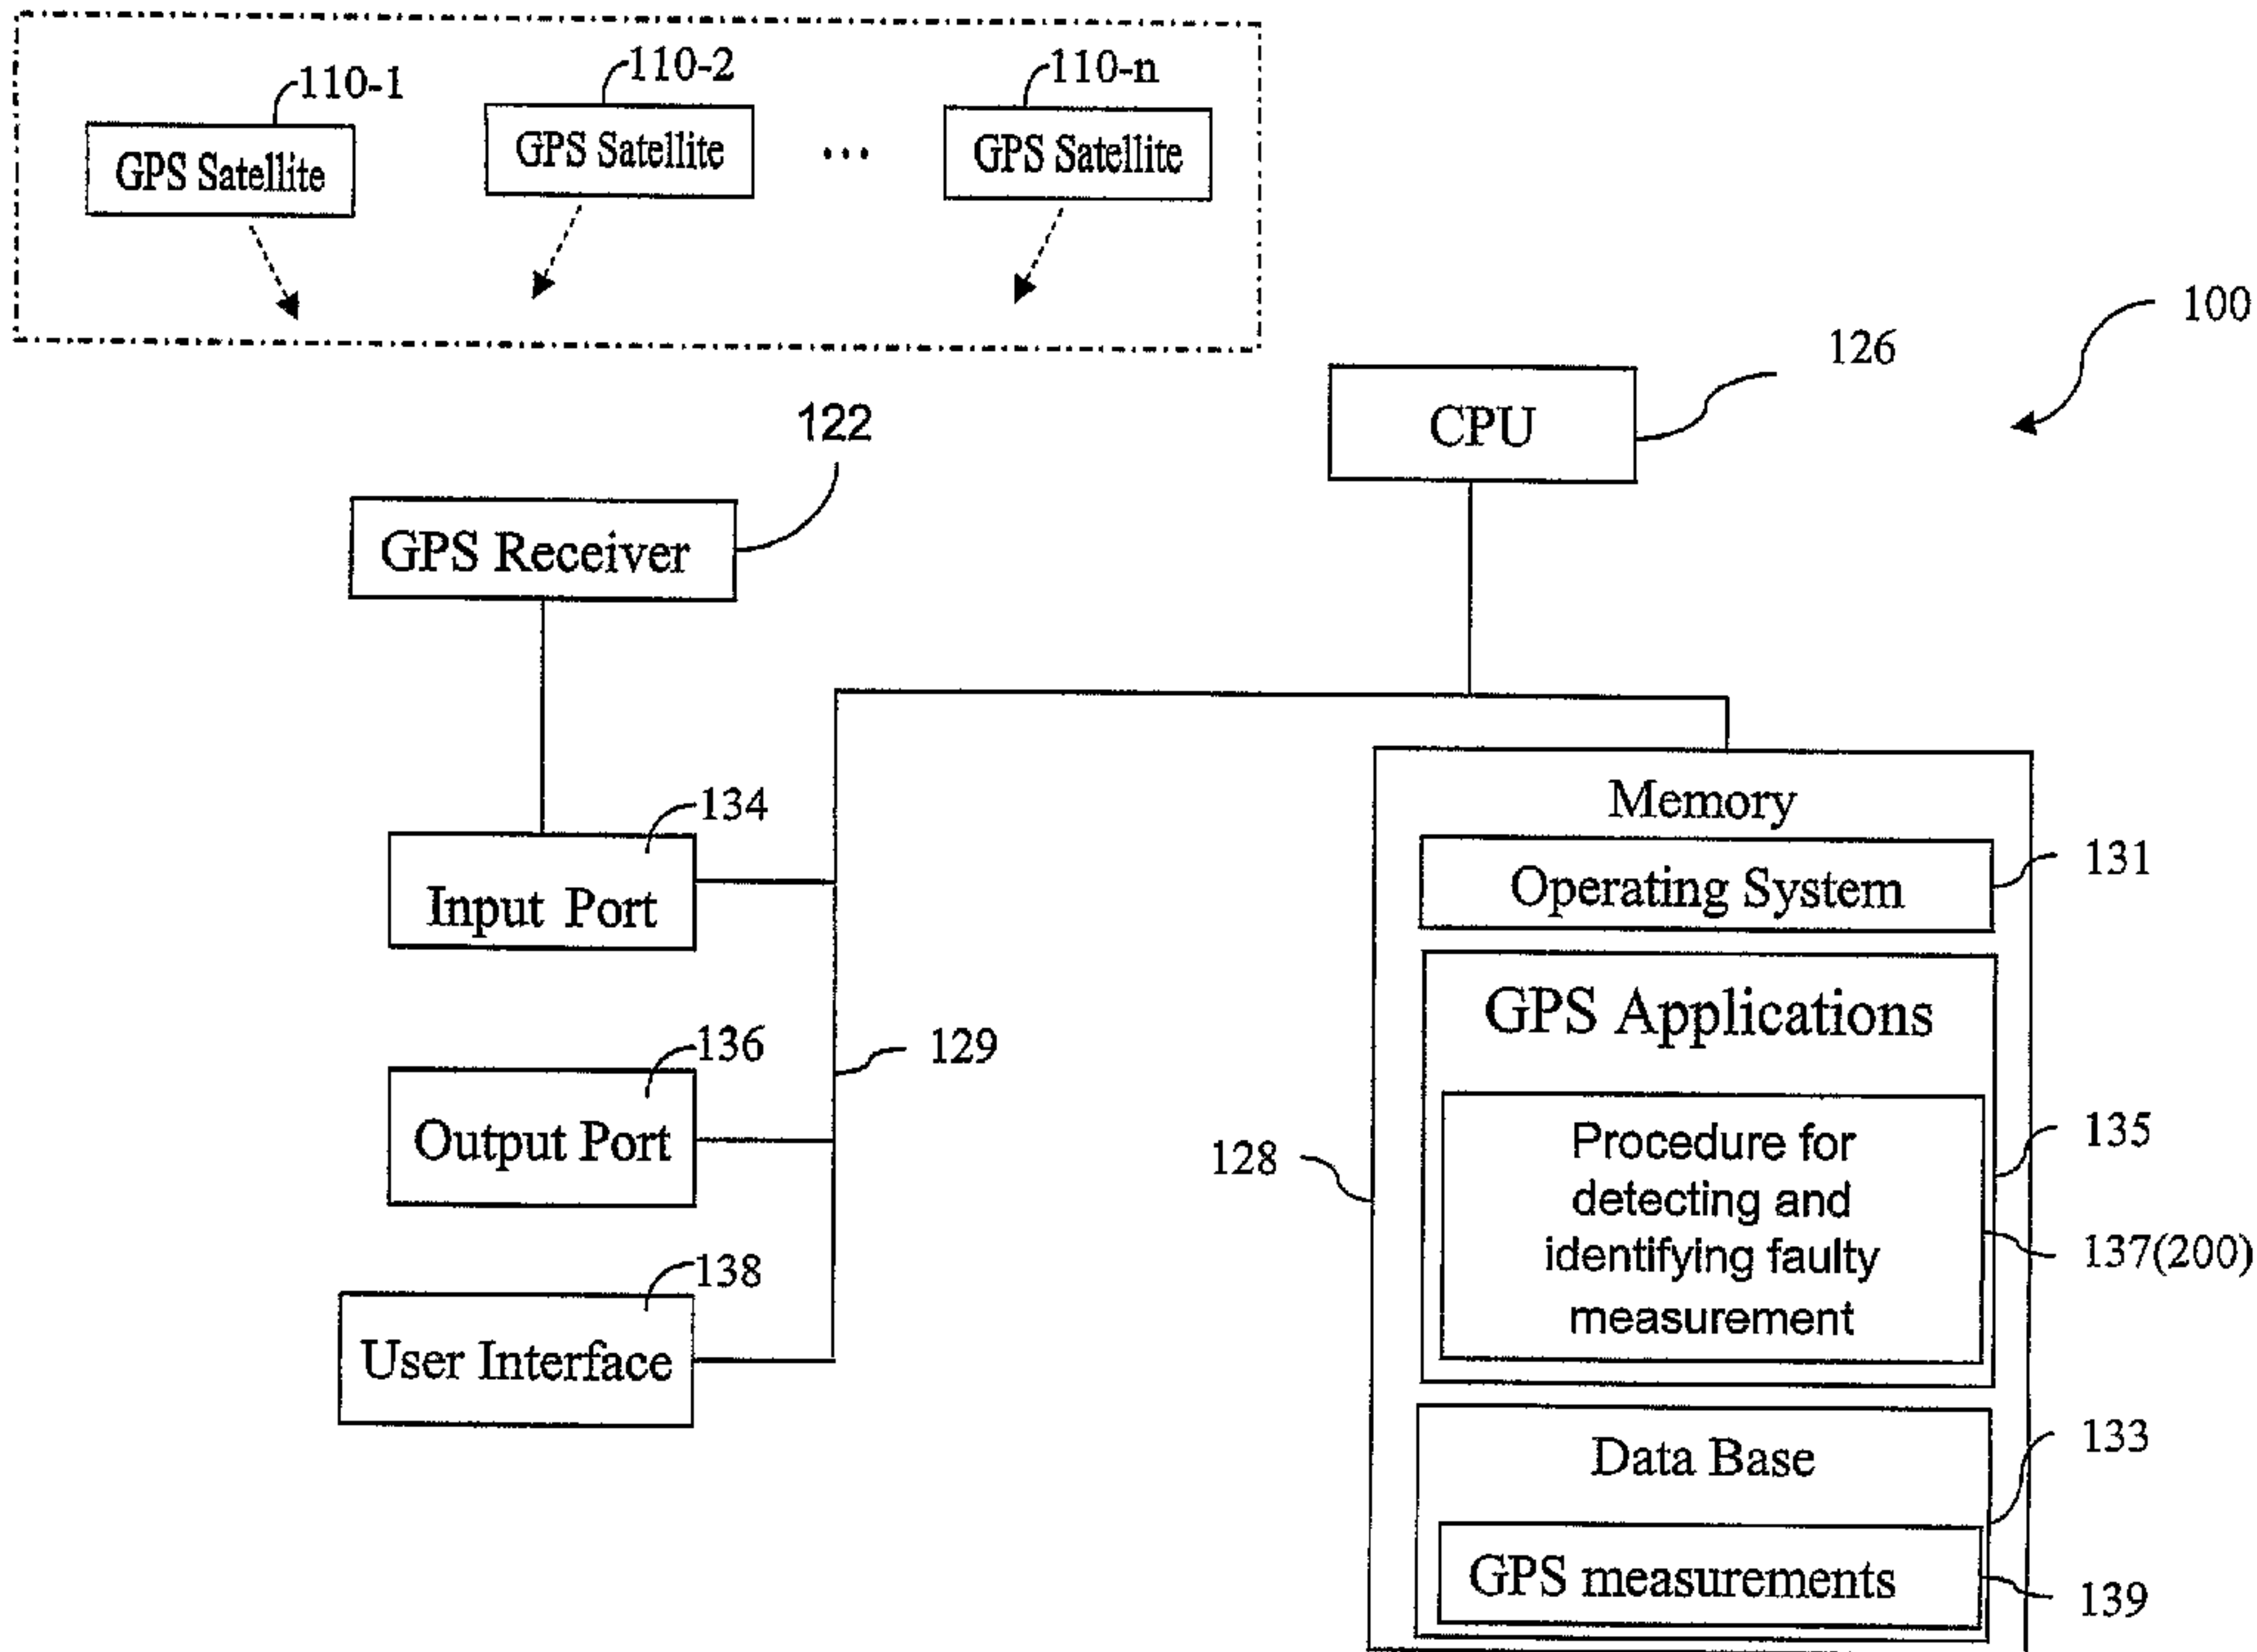 110-1
110-2
110-n
GPS Satellite
GPS Satellite
...
GPS Satellite
100
126
CPU
122
GPS Receiver
134
Input Port
136
Output Port
129
138
User Interface
128
Memory
Operating System
131
GPS Applications
Procedure for
detecting and
identifying faulty
measurement
135
137(200)
Data Base
133
GPS measurements
139